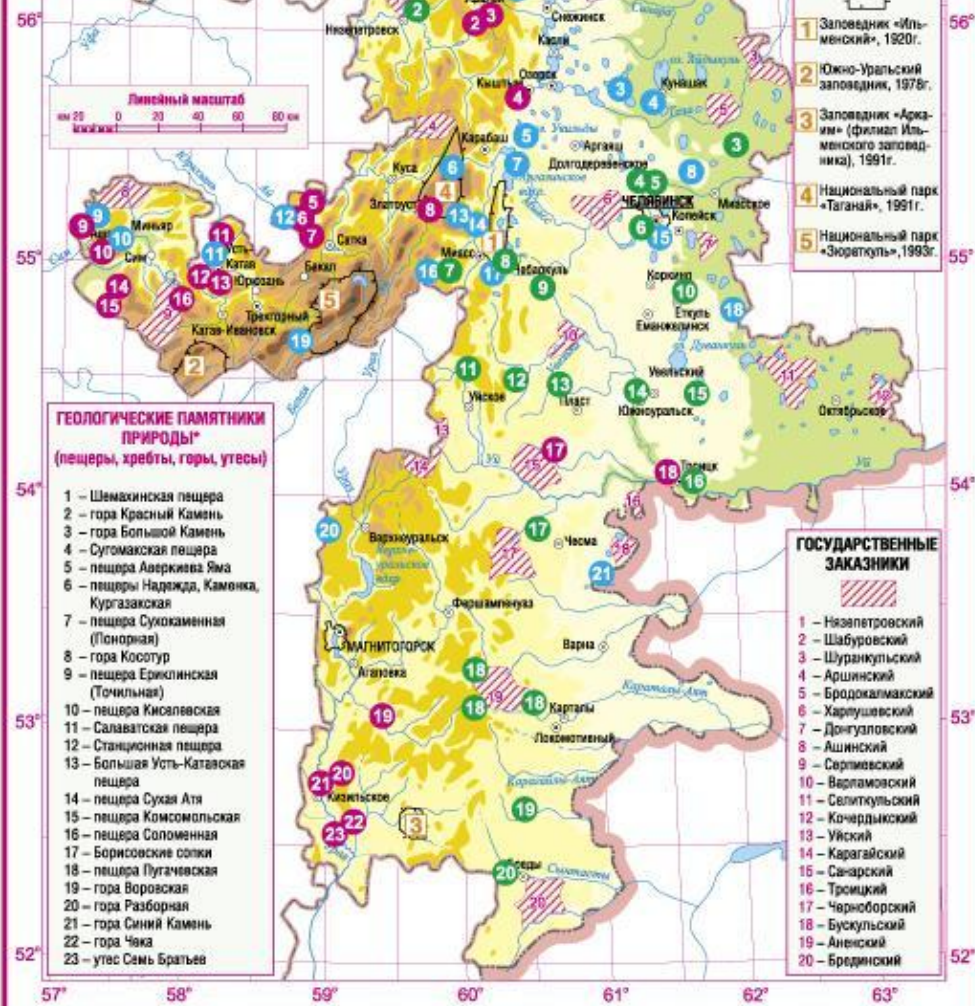 56°
Нязепетровск
Снежинск
Касли
Озерск
Кыштым
Кунашак
Линейный масштаб
км 20 0 20 40 60 80 км
Карабаш
Куса
Аргаяш
Долгодеревенское
Златоуст
ЧЕЛЯБИНСК
Копейск
Миасское
Миньяр
Сим
Усть-
Катав
Сатка
Бакал
Юрюзань
Трехгорный
Катав-Ивановск
Миасс
Чебаркуль
Коркино
Еткуль
Еманжелинск
55°
Увельский
Южноуральск
Пласт
Уйское
Октябрьское
Троицк
54°
Верхнеуральск
Верхне-
уральское
вдхр.
Чесма
Фершампенуаз
МАГНИТОГОРОК
Агаповка
Варна
Карталы
Локомотивный
53°
Кизильское
Бреды
52°
57° 58° 59° 60° 61° 62° 63°
1 Заповедник «Иль-
менский», 1920г.
2 Южно-Уральский
заповедник, 1978г.
3 Заповедник «Арка-
им» (филиал Иль-
менского заповед-
ника), 1991г.
4 Национальный парк
«Таганай», 1991г.
5 Национальный парк
«Зюраткуль»,1993г.
ГЕОЛОГИЧЕСКИЕ ПАМЯТНИКИ
ПРИРОДЫ*
(пещеры, хребты, горы, утесы)
1 – Шемахинская пещера
2 – гора Красный Камень
3 – гора Большой Камень
4 – Сугомакская пещера
5 – пещера Аверкиева Яма
6 – пещеры Надежда, Каменка,
Кургазакская
7 – пещера Сухокаменная
(Понорная)
8 – гора Косотур
9 – пещера Ериклинская
(Точильная)
10 – пещера Киселевская
11 – Салаватская пещера
12 – Станционная пещера
13 – Большая Усть-Катавская
пещера
14 – пещера Сухая Атя
15 – пещера Комсомольская
16 – пещера Соломенная
17 – Борисовские сопки
18 – пещера Пугачевская
19 – гора Воровская
20 – гора Разборная
21 – гора Синий Камень
22 – гора Чека
23 – утес Семь Братьев
ГОСУДАРСТВЕННЫЕ
ЗАКАЗНИКИ
1 – Нязепетровский
2 – Шабуровский
3 – Шуранкульский
4 – Аршинский
5 – Бродокалмакский
6 – Харлушевский
7 – Донгузловский
8 – Ашинский
9 – Серпиевский
10 – Варламовский
11 – Селиткульский
12 – Кочердыкский
13 – Уйский
14 – Карагайский
15 – Санарский
16 – Троицкий
17 – Черноборский
18 – Бускульский
19 – Аненский
20 – Брединский